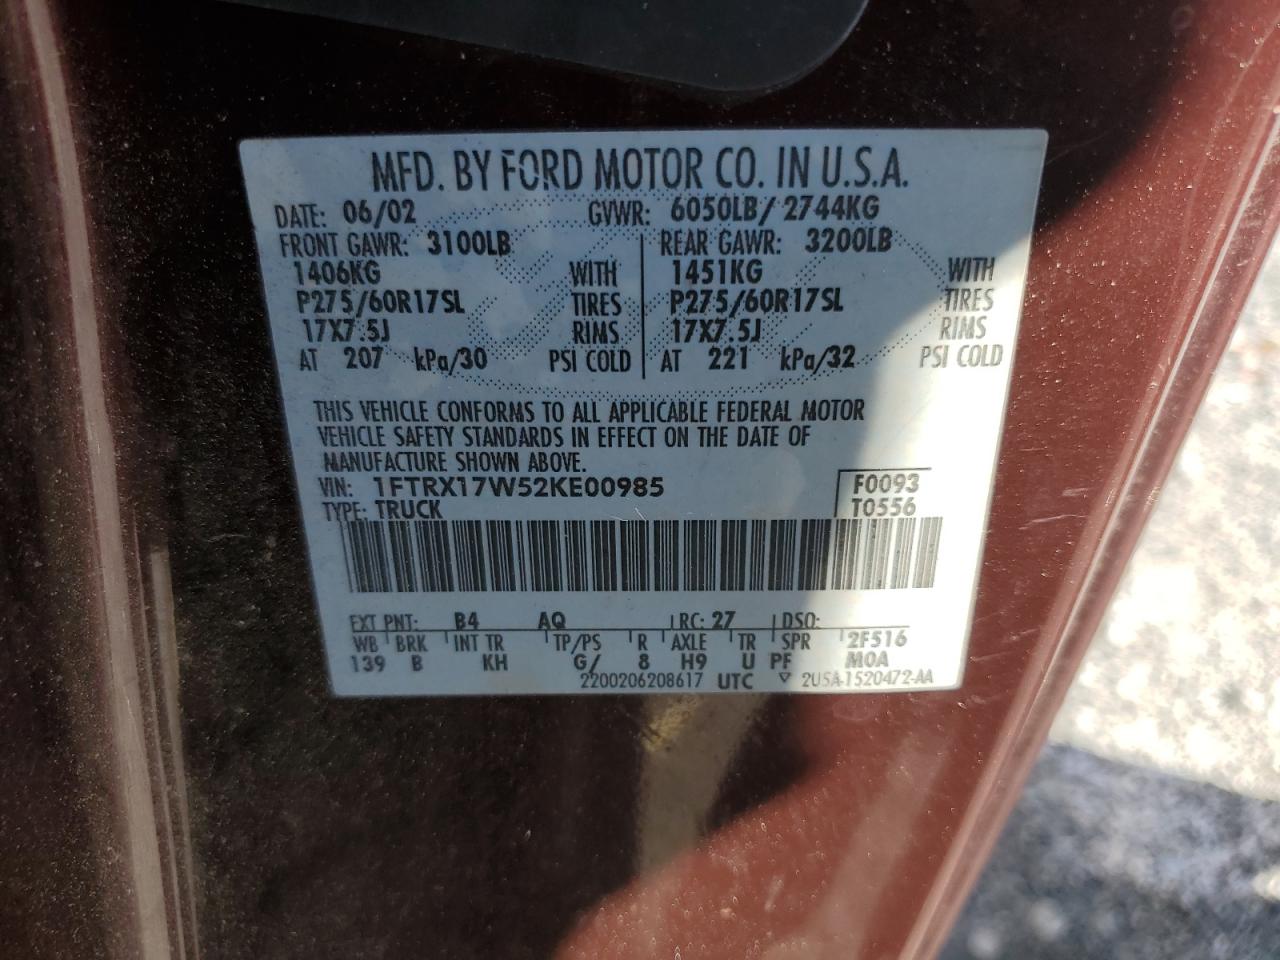 MFD. BY FORD MOTOR CO. IN U.S.A.
DATE: 06/02 GVWR: 6050LB/2744KG
FRONT GAWR: 3100LB REAR GAWR: 3200LB
1406KG WITH 1451KG WITH
P275/60R17SL TIRES P275/60R17SL TIRES
17X7.5J RIMS 17X7.5J RIMS
AT 207 kPa/30 PSI COLD AT 221 kPa/32 PSI COLD
THIS VEHICLE CONFORMS TO ALL APPLICABLE FEDERAL MOTOR
VEHICLE SAFETY STANDARDS IN EFFECT ON THE DATE OF
MANUFACTURE SHOWN ABOVE.
VIN: 1FTRX17W52KE00985 F0093
TYPE: TRUCK T0556
EXT PNT: B4 AQ RC: 27 DSO:
WB BRK INT TR TP/PS R AXLE TR SPR 2F516
139 B KH G/ 8 H9 U PF MOA
2200206208617 UTC ▽ 2U5A-1520472-AA